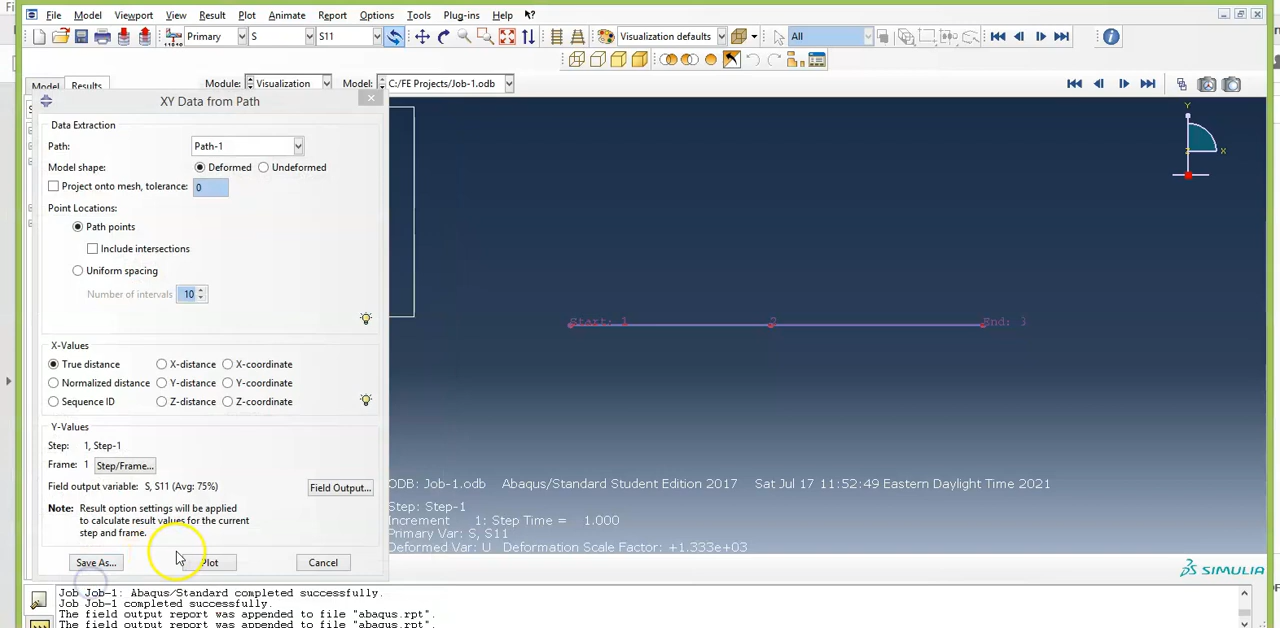 File Model Viewport View Result Plot Animate Report Options Tools Plug-ins Help
Primary S S11 Visualization defaults All
Model Results Module: Visualization Model: C:/FE Projects/Job-1.odb
XY Data from Path
Data Extraction
Path: Path-1
Model shape: Deformed Undeformed
Project onto mesh, tolerance: 0
Point Locations:
Path points
Include intersections
Uniform spacing
Number of intervals 10
X-Values
True distance X-distance X-coordinate
Normalized distance Y-distance Y-coordinate
Sequence ID Z-distance Z-coordinate
Y-Values
Step: 1, Step-1
Frame: 1 Step/Frame...
Field output variable: S, S11 (Avg: 75%) Field Output...
Note: Result option settings will be applied
to calculate result values for the current
step and frame.
Save As... Plot Cancel
Y
Z X
Start: 1 2 End: 3
ODB: Job-1.odb Abaqus/Standard Student Edition 2017 Sat Jul 17 11:52:49 Eastern Daylight Time 2021
Step: Step-1
Increment 1: Step Time = 1.000
Primary Var: S, S11
Deformed Var: U Deformation Scale Factor: +1.333e+03
SIMULIA
Job Job-1: Abaqus/Standard completed successfully.
Job Job-1 completed successfully.
The field output report was appended to file "abaqus.rpt".
The field output report was appended to file "abaqus.rpt".